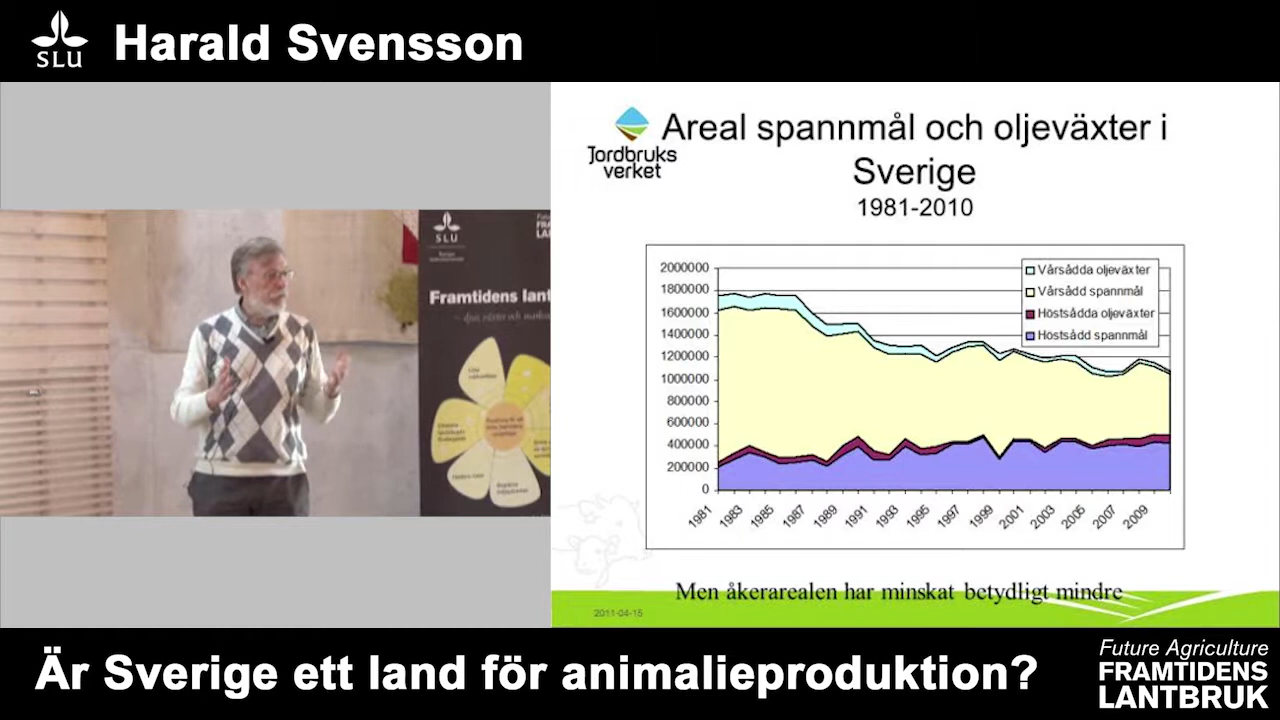 SLU
Harald Svensson
SLU
Framtidens lant
Jordbruks
verket
Areal spannmål och oljeväxter i
Sverige
1981-2010
2000000
1800000
1600000
1400000
1200000
1000000
800000
600000
400000
200000
0
Vårsådda oljeväxter
Vårsådd spannmål
Höstsådda oljeväxter
Höstsådd spannmål
1981
1983
1985
1987
1989
1991
1993
1995
1997
1999
2001
2003
2005
2007
2009
Men åkerarealen har minskat betydligt mindre
2011-04-15
Är Sverige ett land för animalieproduktion?
Future Agriculture
FRAMTIDENS
LANTBRUK